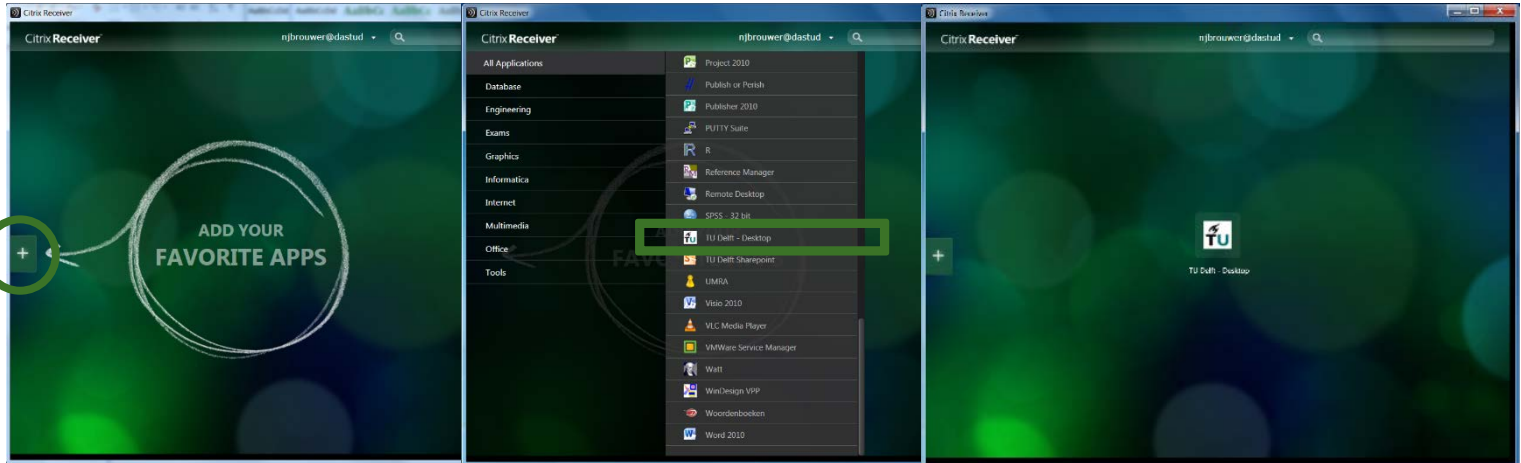 Citrix Receiver
Citrix Receiver
njbrouwer@dastud
ADD YOUR
FAVORITE APPS
+
Citrix Receiver
Citrix Receiver
njbrouwer@dastud
All Applications
Database
Engineering
Exams
Graphics
Informatica
Internet
Multimedia
Office
Tools
Project 2010
Publish or Perish
Publisher 2010
PUTTY Suite
R
Reference Manager
Remote Desktop
SPSS - 32 bit
TU Delft - Desktop
TU Delft Sharepoint
UMRA
Visio 2010
VLC Media Player
VMWare Service Manager
Watt
WinDesign VPP
Woordenboeken
Word 2010
Citrix Receiver
Citrix Receiver
njbrouwer@dastud
+
TU
TU Delft - Desktop